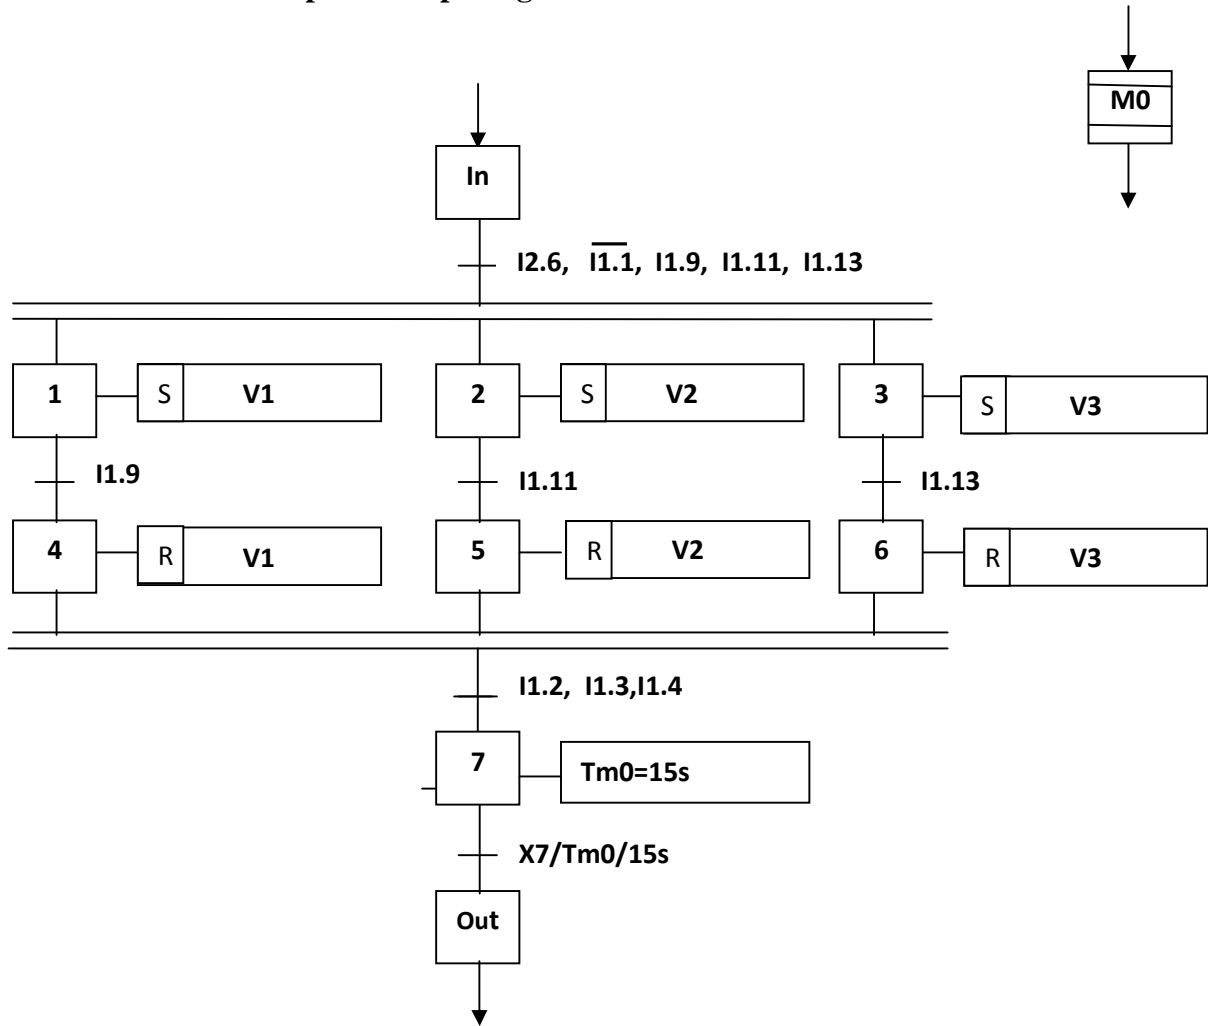 M0
In
I2.6, I̅1̅.1, I1.9, I1.11, I1.13
1 S V1
2 S V2
3 S V3
I1.9
I1.11
I1.13
4 R V1
5 R V2
6 R V3
I1.2, I1.3,I1.4
7 Tm0=15s
X7/Tm0/15s
Out